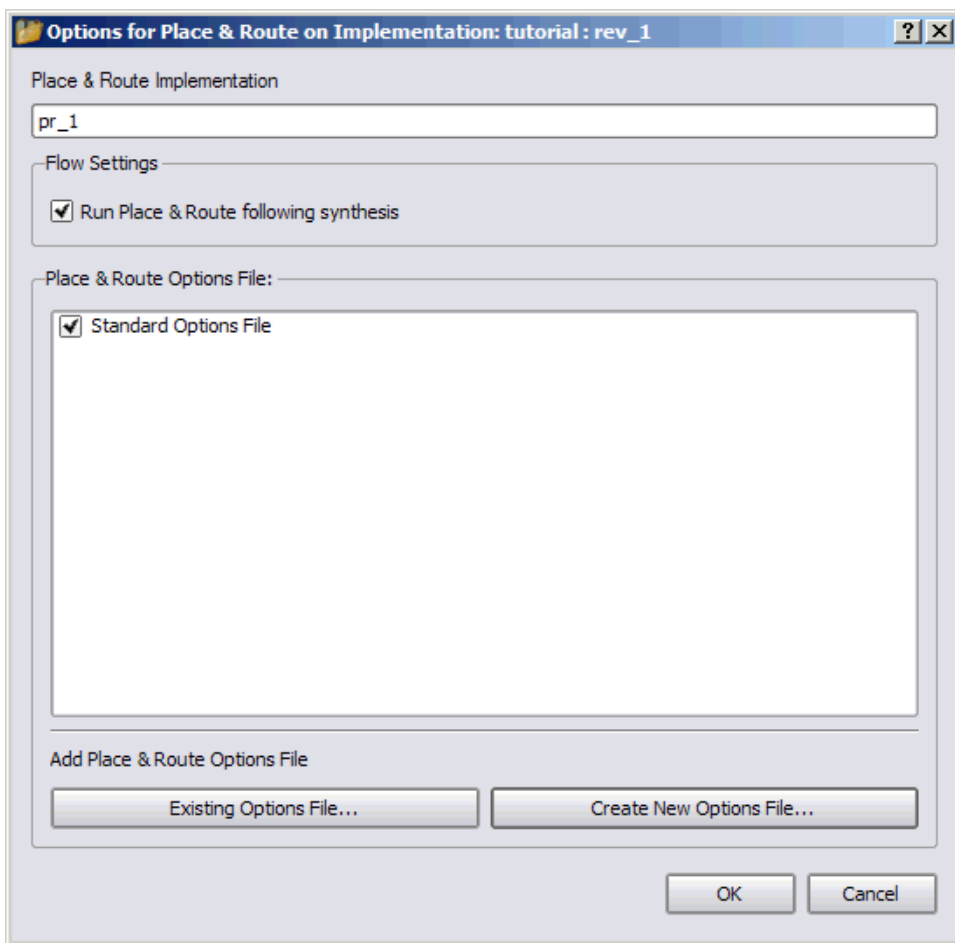 Options for Place & Route on Implementation: tutorial : rev_1
Place & Route Implementation
pr_1
Flow Settings
Run Place & Route following synthesis
Place & Route Options File:
Standard Options File
Add Place & Route Options File
Existing Options File...
Create New Options File...
OK
Cancel